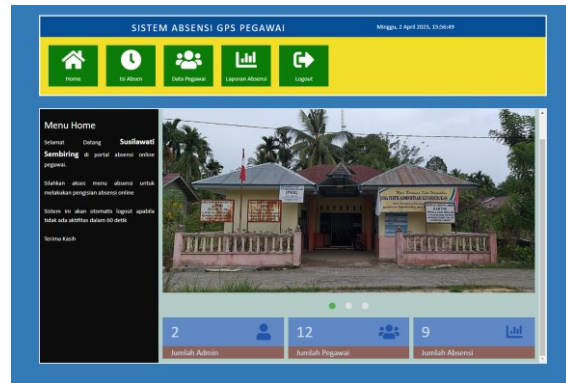 SISTEM ABSENSI GPS PEGAWAI
Minggu, 2 April 2023, 15:56:49
Home
Isi Absen
Data Pegawai
Laporan Absensi
Logout
Menu Home
Selamat Datang Susilawati
Sembiring di portal absensi online
pegawai.
Silahkan akses menu absensi untuk
melakukan pengisian absensi online
Sistem ini akan otomatis logout apabila
tidak ada aktifitas dalam 60 detik
Terima Kasih
2
Jumlah Admin
12
Jumlah Pegawai
9
Jumlah Absensi